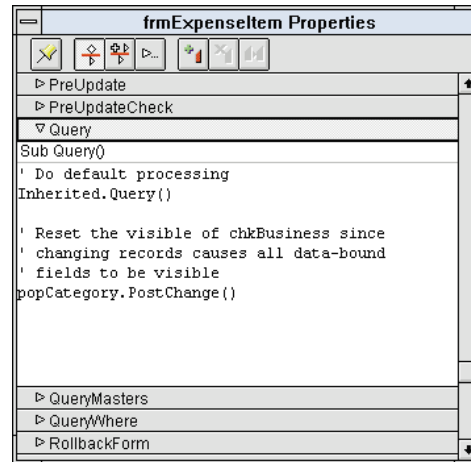 frmExpenseItem Properties
PreUpdate
PreUpdateCheck
Query
Sub Query()
' Do default processing
Inherited.Query()
' Reset the visible of chkBusiness since
' changing records causes all data-bound
' fields to be visible
popCategory.PostChange()
QueryMasters
QueryWhere
RollbackForm